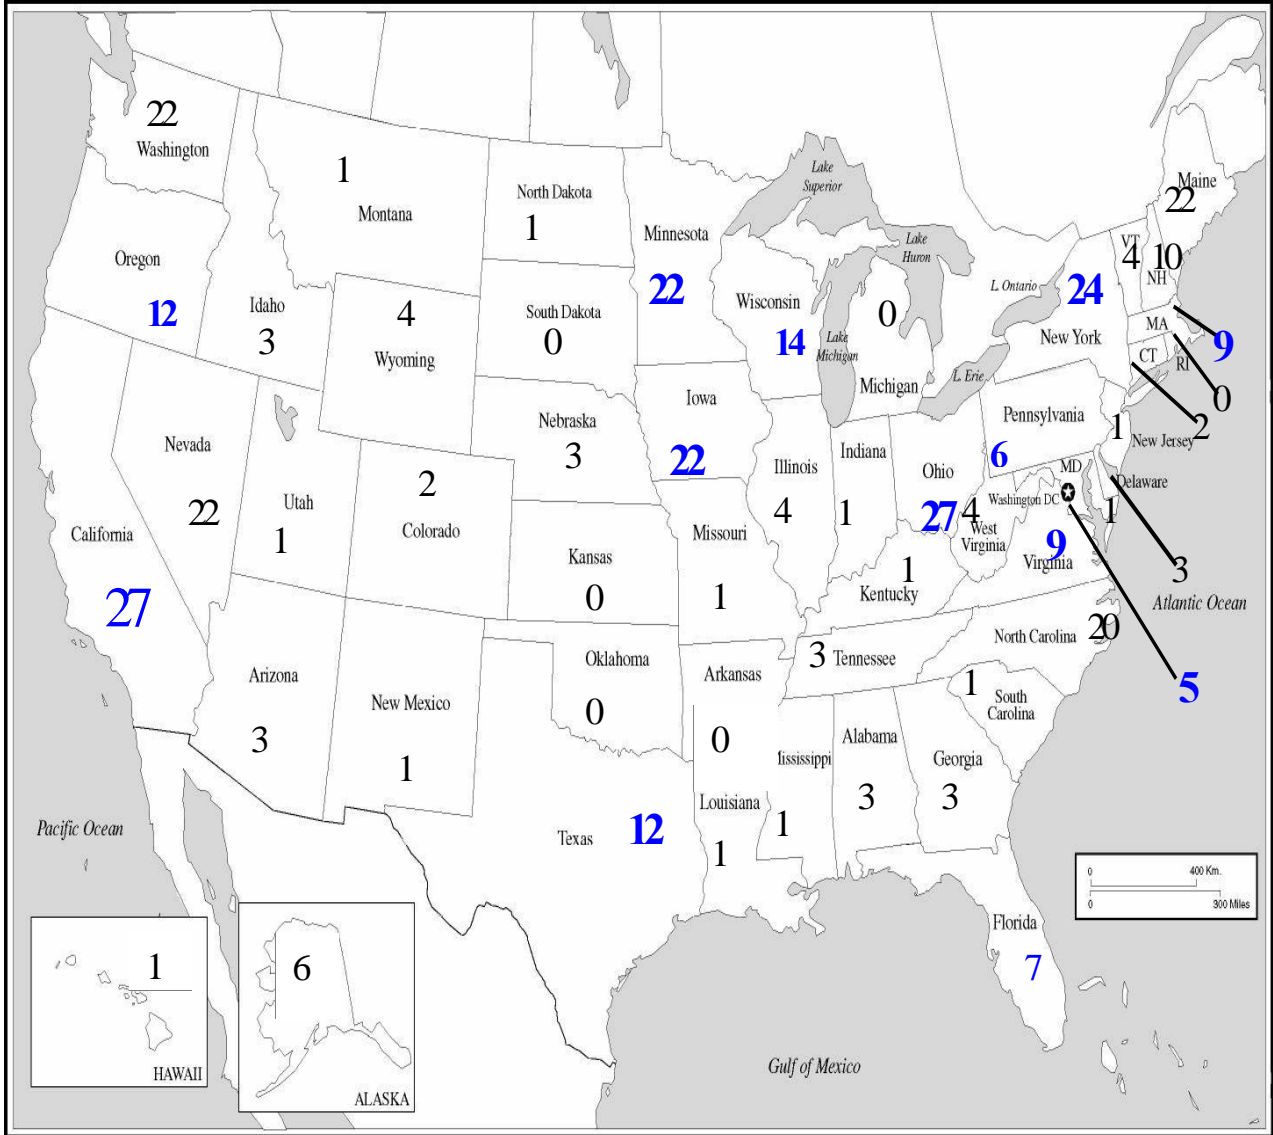 22
Washington
1
Montana
North Dakota
1
Minnesota
22
Lake
Superior
Lake
Huron
Maine
22
VT
4
10
NH
Oregon
12
Idaho
3
4
Wyoming
South Dakota
0
Wisconsin
14
Lake
Michigan
0
Michigan
L. Ontario
24
New York
MA
9
CT
RI
0
2
L. Erie
Iowa
22
Nebraska
3
Pennsylvania
6
1
New Jersey
Nevada
22
Utah
1
2
Colorado
Illinois
4
Indiana
1
Ohio
27
MD
Washington DC
Delaware
1
3
4
West
Virginia
9
Virginia
California
27
Kansas
0
Missouri
1
1
Kentucky
Atlantic Ocean
North Carolina
20
5
Arizona
3
New Mexico
1
Oklahoma
0
Arkansas
0
3
Tennessee
1
South
Carolina
ississippi
1
Alabama
3
Georgia
3
Pacific Ocean
Texas
12
Louisiana
1
0
400 Km.
0
300 Miles
Florida
7
1
HAWAII
6
ALASKA
Gulf of Mexico